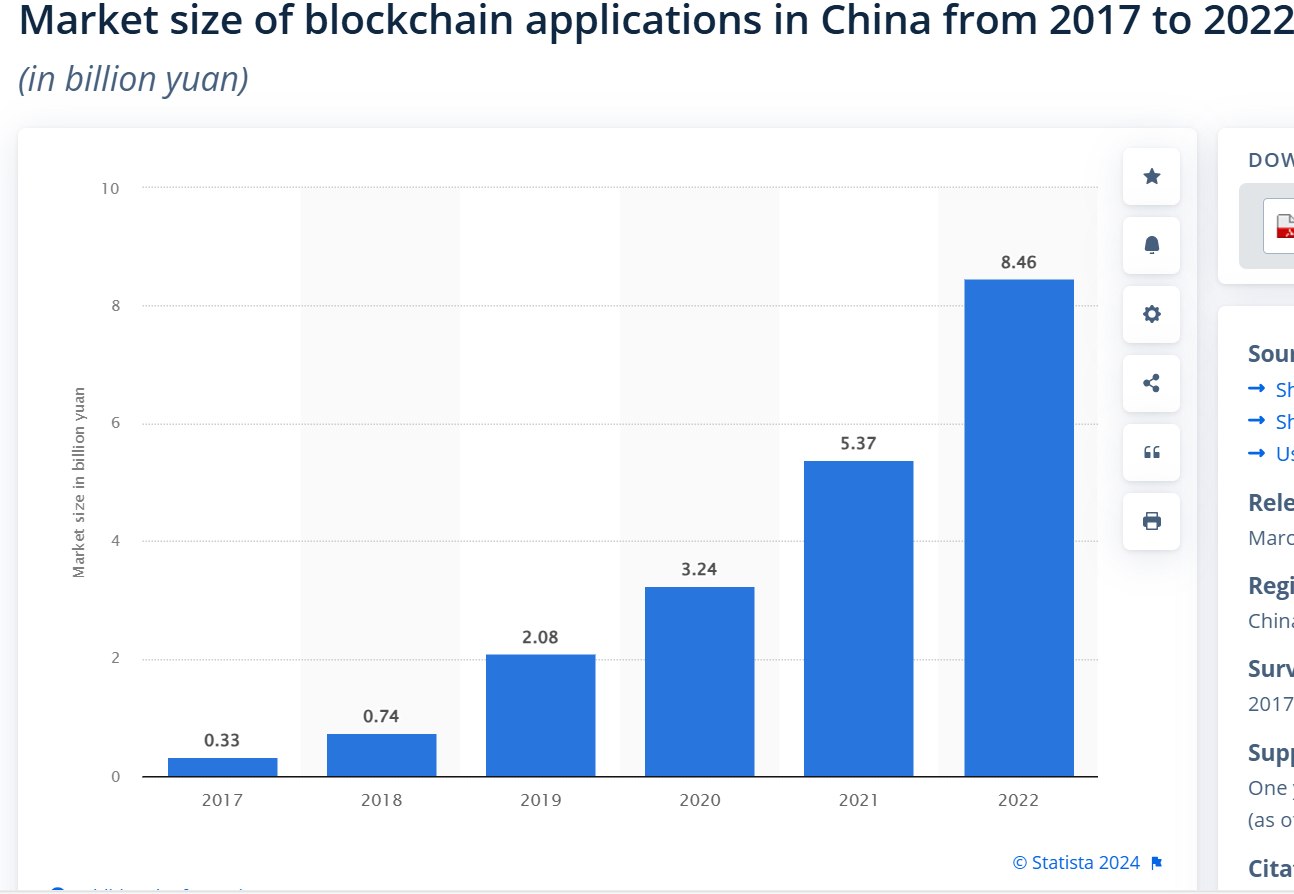 Market size of blockchain applications in China from 2017 to 2022
(in billion yuan)
10
8
6
4
2
0
Market size in billion yuan
0.33
0.74
2.08
3.24
5.37
8.46
2017
2018
2019
2020
2021
2022
© Statista 2024
DOW
Sour
Sh
Sh
Us
Rele
Marc
Regi
China
Surv
2017
Supp
One y
(as o
Cita